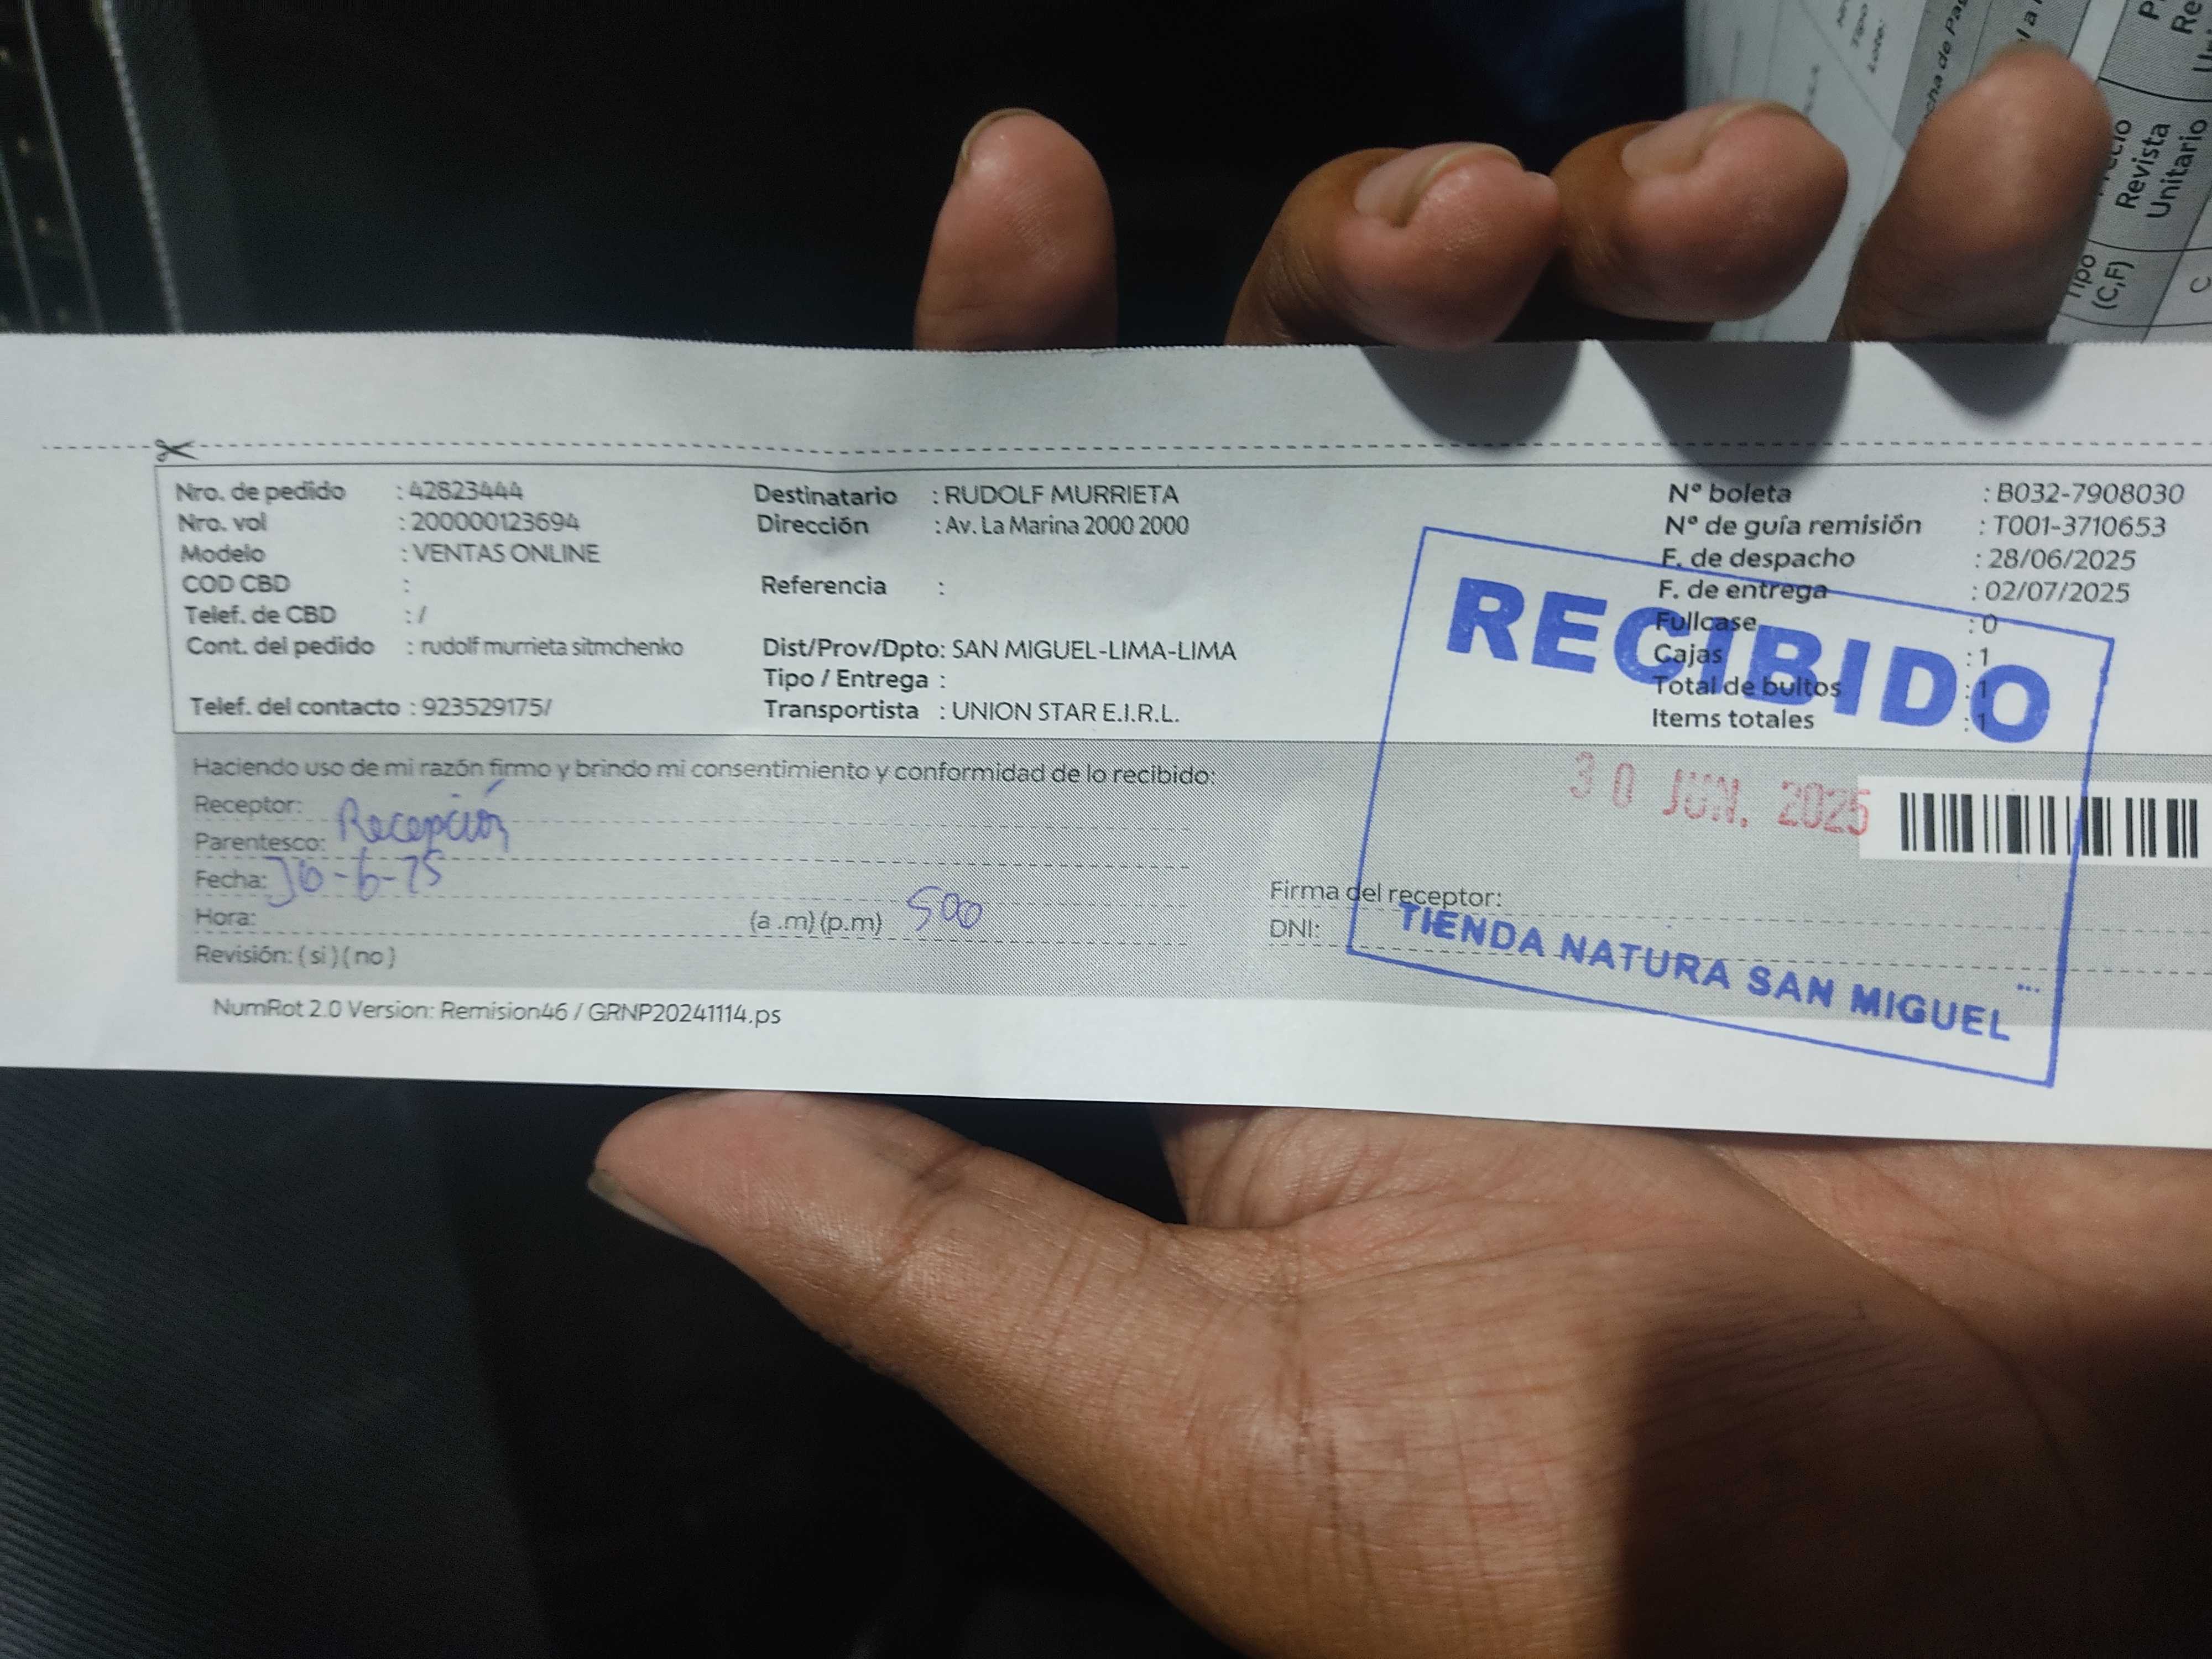 Nro. de pedido : 42823444
Nro. vol : 200000123694
Modelo : VENTAS ONLINE
COD CBD :
Telef. de CBD : /
Cont. del pedido : rudolf murrieta sitmchenko
Telef. del contacto : 923529175/
Destinatario : RUDOLF MURRIETA
Dirección : Av. La Marina 2000 2000
Referencia :
Dist/Prov/Dpto: SAN MIGUEL-LIMA-LIMA
Tipo / Entrega :
Transportista : UNION STAR E.I.R.L.
N° boleta : B032-7908030
N° de guía remisión : T001-3710653
F. de despacho : 28/06/2025
F. de entrega : 02/07/2025
Fullcase : 0
Cajas : 1
Total de bultos : 1
Items totales : 1
RECIBIDO
30 JUN. 2025
TIENDA NATURA SAN MIGUEL
Haciendo uso de mi razón firmo y brindo mi consentimiento y conformidad de lo recibido:
Receptor: Recepción
Parentesco:
Fecha:
Hora: (a .m) (p.m) 500
Revisión: ( si ) ( no )
Firma del receptor:
DNI:
NumRot 2.0 Version: Remision46 / GRNP20241114.ps
Revista
Unitario
Tipo
(C,F)
C